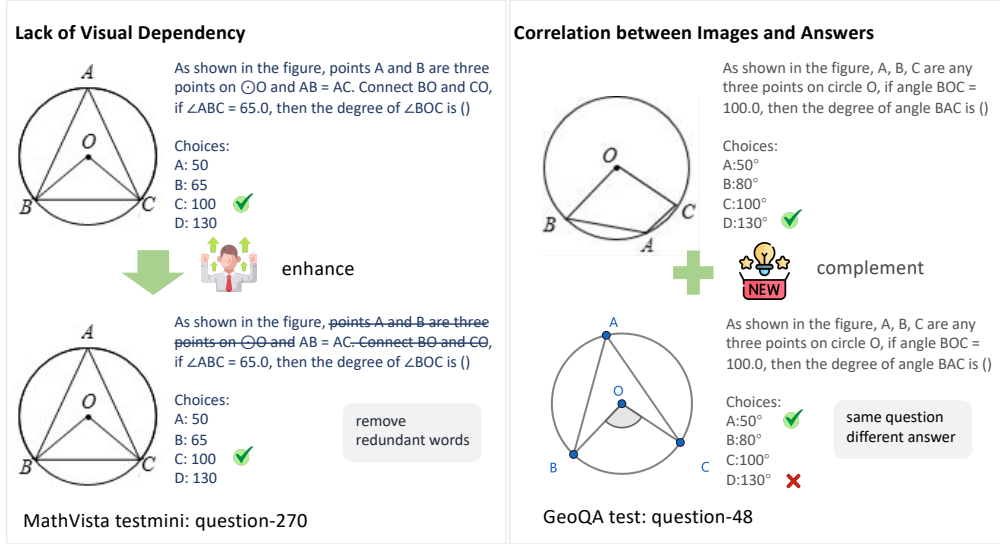 Lack of Visual Dependency
A
O
B
C
As shown in the figure, points A and B are three
points on ⊙O and AB = AC. Connect BO and CO,
if ∠ABC = 65.0, then the degree of ∠BOC is ()
Choices:
A: 50
B: 65
C: 100
D: 130
enhance
A
O
B
C
As shown in the figure, points A and B are three
points on ⊙O and AB = AC. Connect BO and CO,
if ∠ABC = 65.0, then the degree of ∠BOC is ()
Choices:
A: 50
B: 65
C: 100
D: 130
remove
redundant words
MathVista testmini: question-270
Correlation between Images and Answers
O
B
C
A
As shown in the figure, A, B, C are any
three points on circle O, if angle BOC =
100.0, then the degree of angle BAC is ()
Choices:
A:50°
B:80°
C:100°
D:130°
NEW
complement
A
O
B
C
As shown in the figure, A, B, C are any
three points on circle O, if angle BOC =
100.0, then the degree of angle BAC is ()
Choices:
A:50°
B:80°
C:100°
D:130°
same question
different answer
GeoQA test: question-48